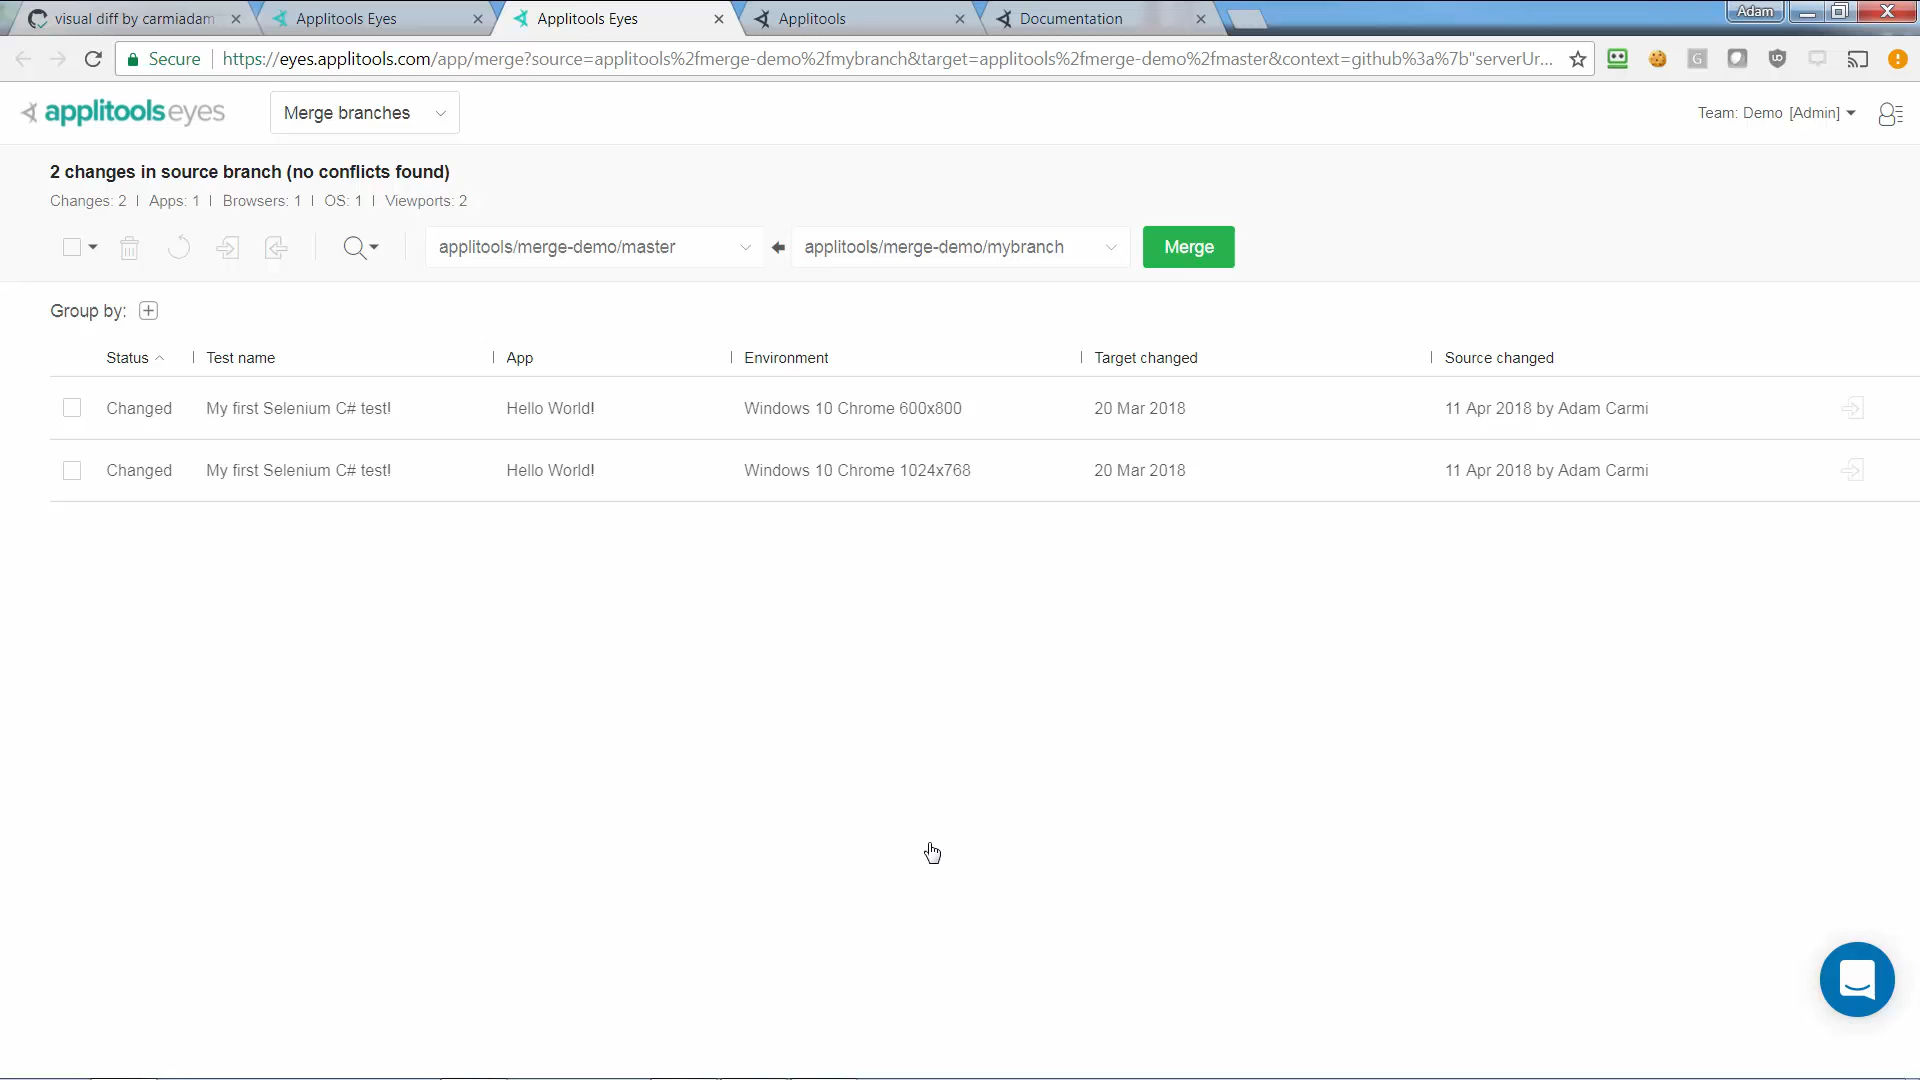 visual diff by carmiadam
Applitools Eyes
Applitools Eyes
Applitools
Documentation
Adam
Secure
https://eyes.applitools.com/app/merge?source=applitools%2fmerge-demo%2fmybranch&target=applitools%2fmerge-demo%2fmaster&context=github%3a%7b"serverUr...
applitools eyes
Merge branches
Team: Demo [Admin]
2 changes in source branch (no conflicts found)
Changes: 2 | Apps: 1 | Browsers: 1 | OS: 1 | Viewports: 2
applitools/merge-demo/master
applitools/merge-demo/mybranch
Merge
Group by:
Status Test name App Environment Target changed Source changed
Changed My first Selenium C# test! Hello World! Windows 10 Chrome 600x800 20 Mar 2018 11 Apr 2018 by Adam Carmi
Changed My first Selenium C# test! Hello World! Windows 10 Chrome 1024x768 20 Mar 2018 11 Apr 2018 by Adam Carmi